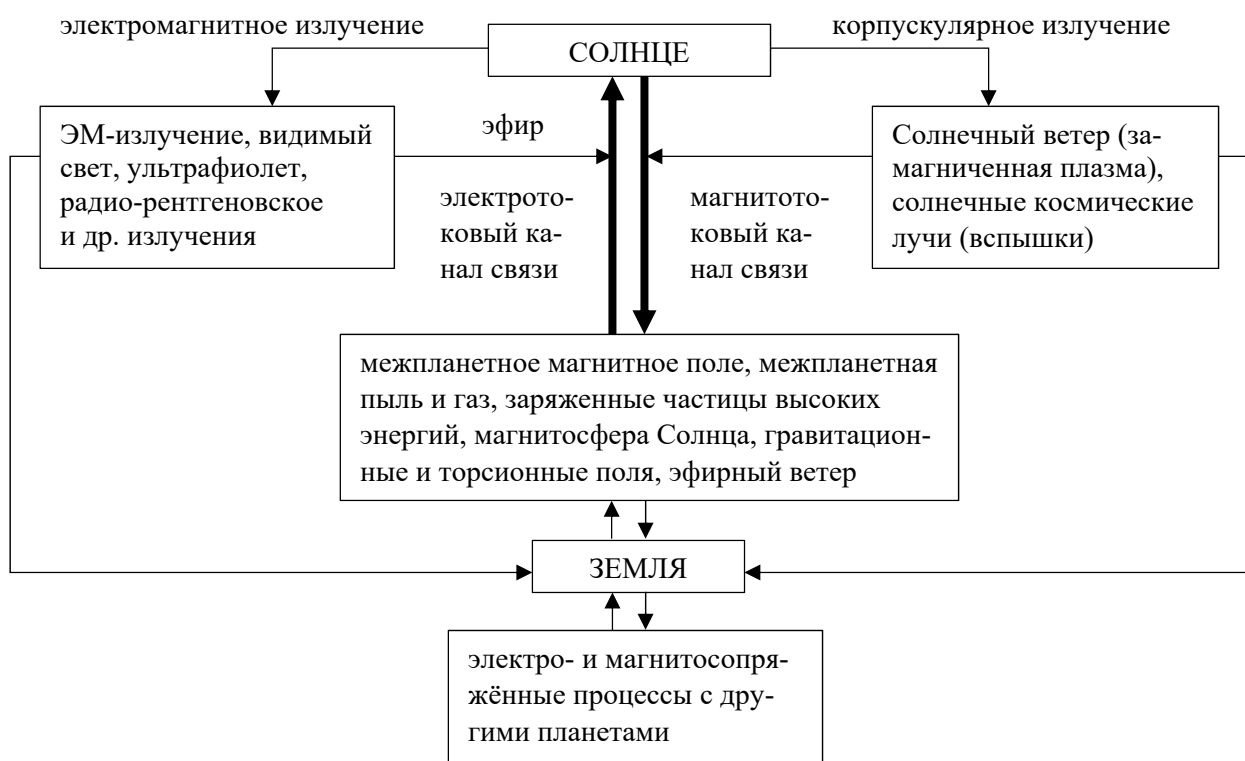 электромагнитное излучение
корпускулярное излучение
СОЛНЦЕ
ЭМ-излучение, видимый
свет, ультрафиолет,
радио-рентгеновское
и др. излучения
эфир
электрото-
ковый ка-
нал связи
магнитото-
ковый ка-
нал связи
Солнечный ветер (за-
магниченная плазма),
солнечные космические
лучи (вспышки)
межпланетное магнитное поле, межпланетная
пыль и газ, заряженные частицы высоких
энергий, магнитосфера Солнца, гравитацион-
ные и торсионные поля, эфирный ветер
ЗЕМЛЯ
электро- и магнитосопря-
жённые процессы с дру-
гими планетами